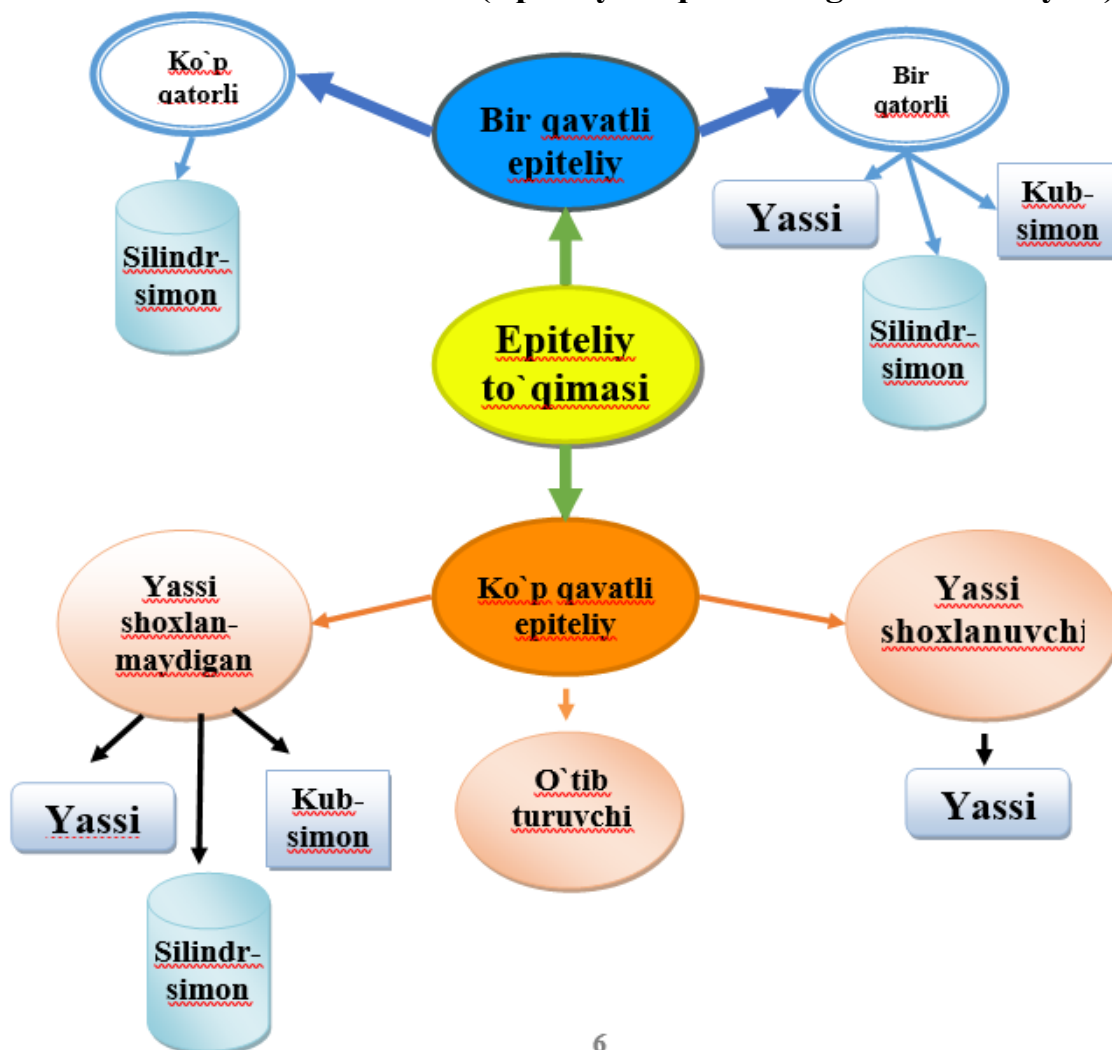 Ko`p
qatorli
Bir qavatli
epiteliy
Bir
qatorli
Silindr-
simon
Yassi
Kub-
simon
Silindr-
simon
Epiteliy
to`qimasi
Yassi
shoxlan-
maydigan
Ko`p qavatli
epiteliy
Yassi
shoxlanuvchi
Yassi
Kub-
simon
O`tib
turuvchi
Yassi
Silindr-
simon
6